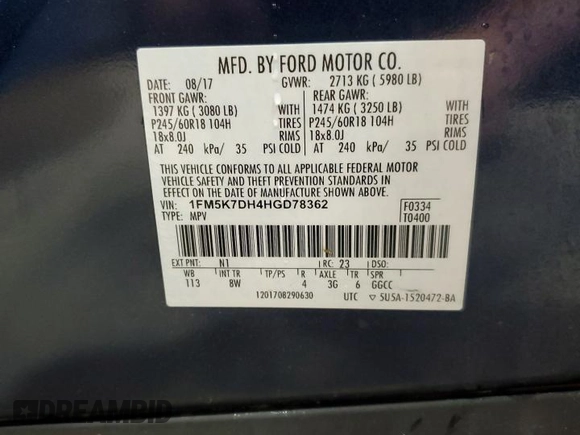 MFD. BY FORD MOTOR CO.
DATE: 08/17 GVWR: 2713 KG ( 5980 LB)
FRONT GAWR: REAR GAWR:
1397 KG ( 3080 LB) WITH 1474 KG ( 3250 LB) WITH
P245/60R18 104H TIRES P245/60R18 104H TIRES
18x8.0J RIMS 18x8.0J RIMS
AT 240 kPa/ 35 PSI COLD AT 240 kPa/ 35 PSI COLD
THIS VEHICLE CONFORMS TO ALL APPLICABLE FEDERAL MOTOR
VEHICLE SAFETY AND THEFT PREVENTION STANDARDS IN
EFFECT ON THE DATE OF MANUFACTURE SHOWN ABOVE.
VIN: 1FM5K7DH4HGD78362 F0334
TYPE: MPV T0400
EXT PNT: N1 RC: 23 DSO:
WB INT TR TP/PS R AXLE TR SPR
113 8W 4 3G 6 GGCC
1201708290630 UTC 5U5A-1520472-BA
DREAMBID